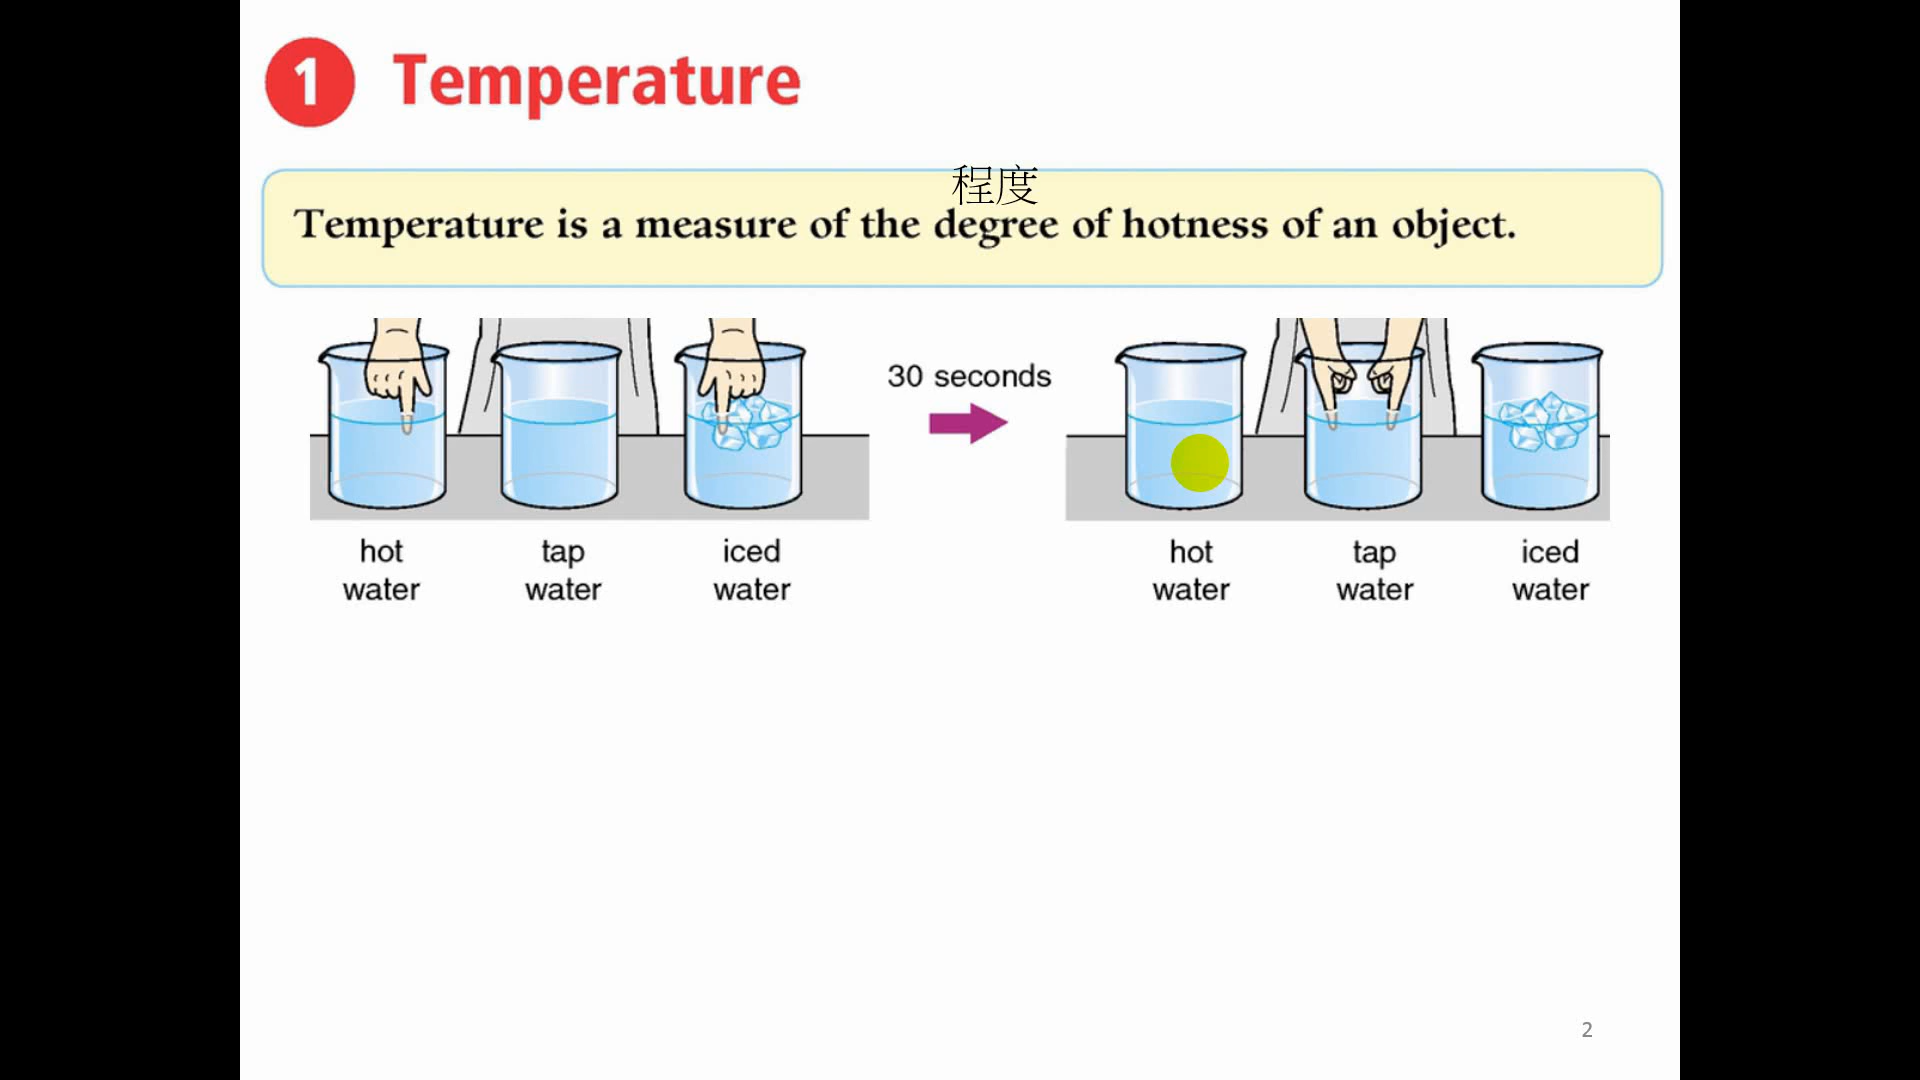 1 Temperature
程度
Temperature is a measure of the degree of hotness of an object.
30 seconds
hot water
tap water
iced water
hot water
tap water
iced water
2